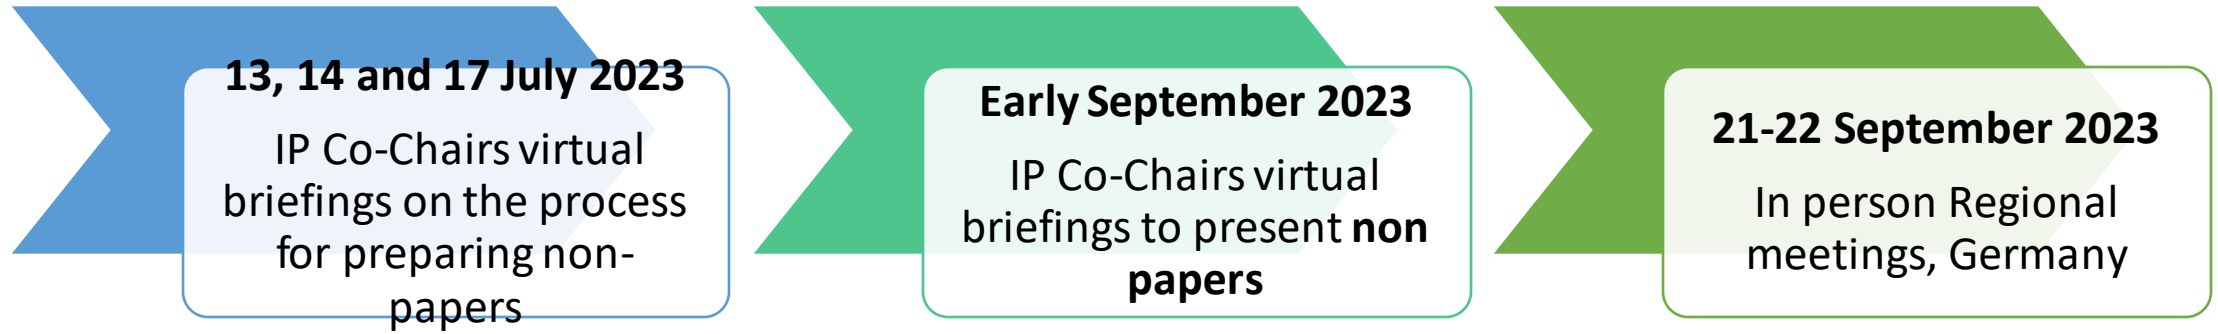 13, 14 and 17 July 2023
IP Co-Chairs virtual
briefings on the process
for preparing non-
papers
Early September 2023
IP Co-Chairs virtual
briefings to present non
papers
21-22 September 2023
In person Regional
meetings, Germany